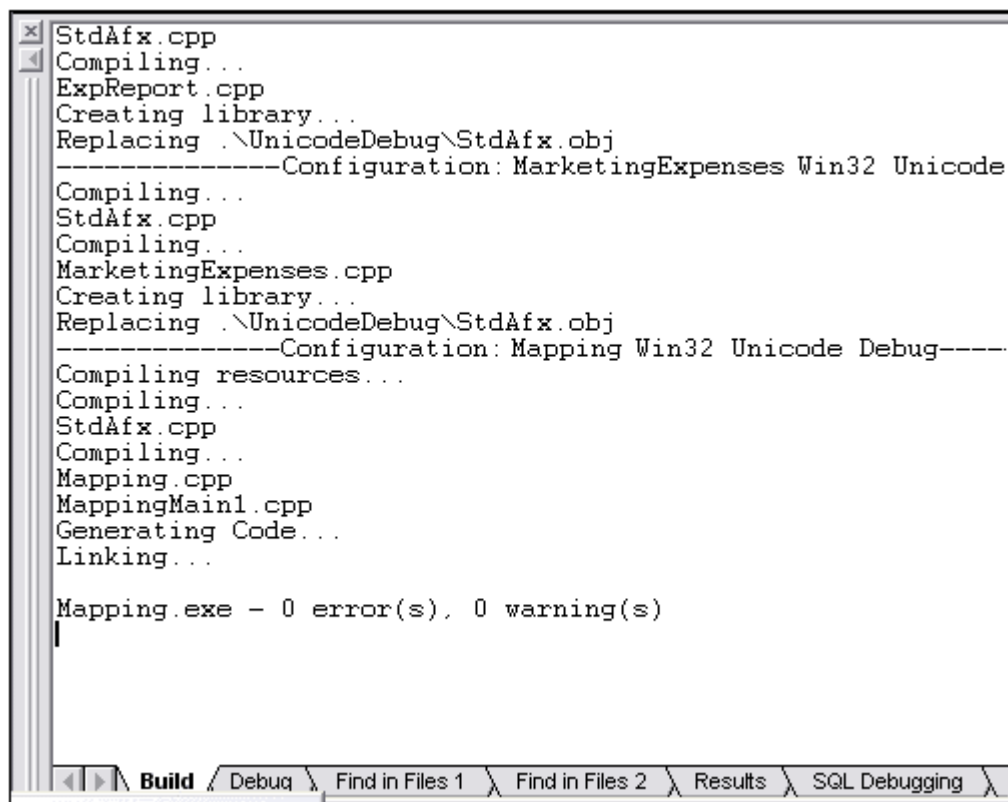 StdAfx.cpp
Compiling...
ExpReport.cpp
Creating library...
Replacing .\UnicodeDebug\StdAfx.obj
--------------Configuration: MarketingExpenses Win32 Unicode
Compiling...
StdAfx.cpp
Compiling...
MarketingExpenses.cpp
Creating library...
Replacing .\UnicodeDebug\StdAfx.obj
--------------Configuration: Mapping Win32 Unicode Debug----
Compiling resources...
Compiling...
StdAfx.cpp
Compiling...
Mapping.cpp
MappingMain1.cpp
Generating Code...
Linking...
Mapping.exe - 0 error(s), 0 warning(s)
Build Debug Find in Files 1 Find in Files 2 Results SQL Debugging